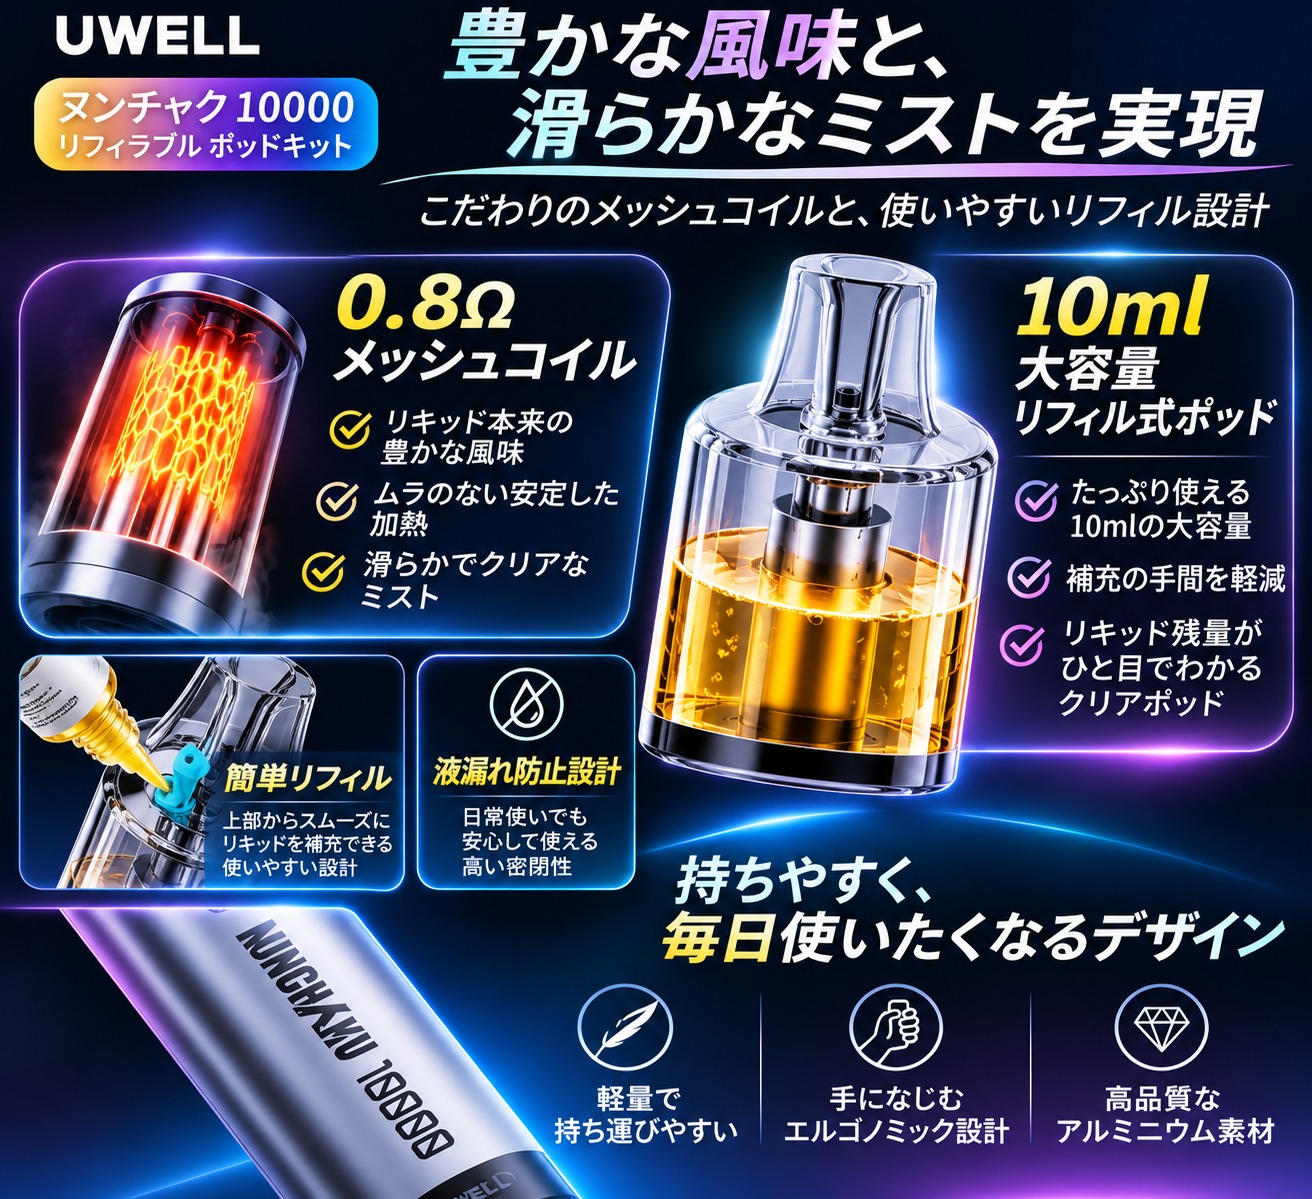 UWELL
ヌンチャク 10000
リフィラブル ポッドキット
豊かな風味と、
滑らかなミストを実現
こだわりのメッシュコイルと、使いやすいリフィル設計
0.8Ω
メッシュコイル
リキッド本来の
豊かな風味
ムラのない安定した
加熱
滑らかでクリアな
ミスト
10ml
大容量
リフィル式ポッド
たっぷり使える
10mlの大容量
補充の手間を軽減
リキッド残量が
ひと目でわかる
クリアポッド
簡単リフィル
上部からスムーズに
リキッドを補充できる
使いやすい設計
液漏れ防止設計
日常使いでも
安心して使える
高い密閉性
持ちやすく、
毎日使いたくなるデザイン
軽量で
持ち運びやすい
手になじむ
エルゴノミック設計
高品質な
アルミニウム素材
NUNCHAKU 10000
UWELL